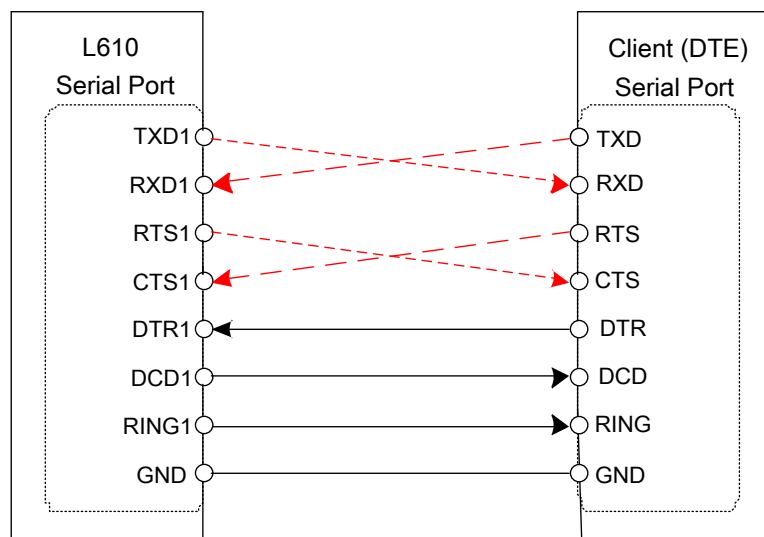 L610
Serial Port
TXD1
RXD1
RTS1
CTS1
DTR1
DCD1
RING1
GND
Client (DTE)
Serial Port
TXD
RXD
RTS
CTS
DTR
DCD
RING
GND